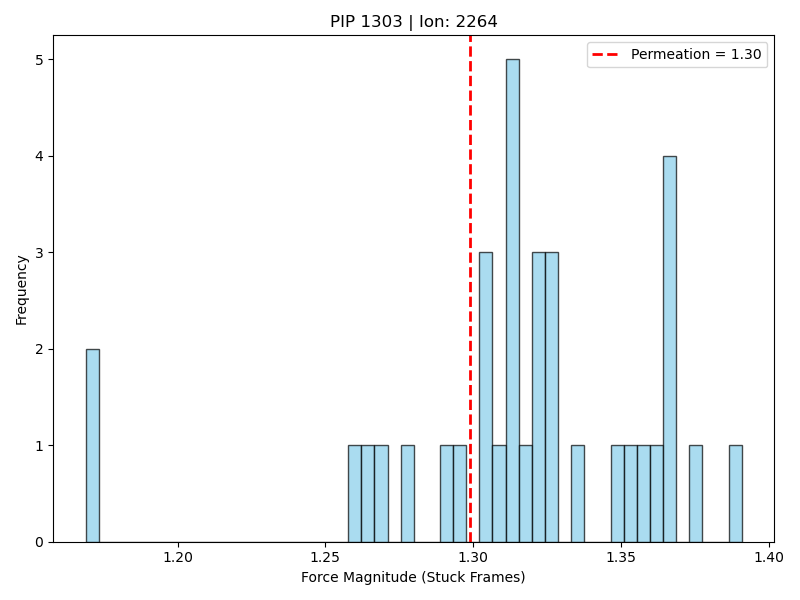 PIP 1303 | Ion: 2264
Permeation = 1.30
Frequency
5
4
3
2
1
0
1.20 1.25 1.30 1.35 1.40
Force Magnitude (Stuck Frames)